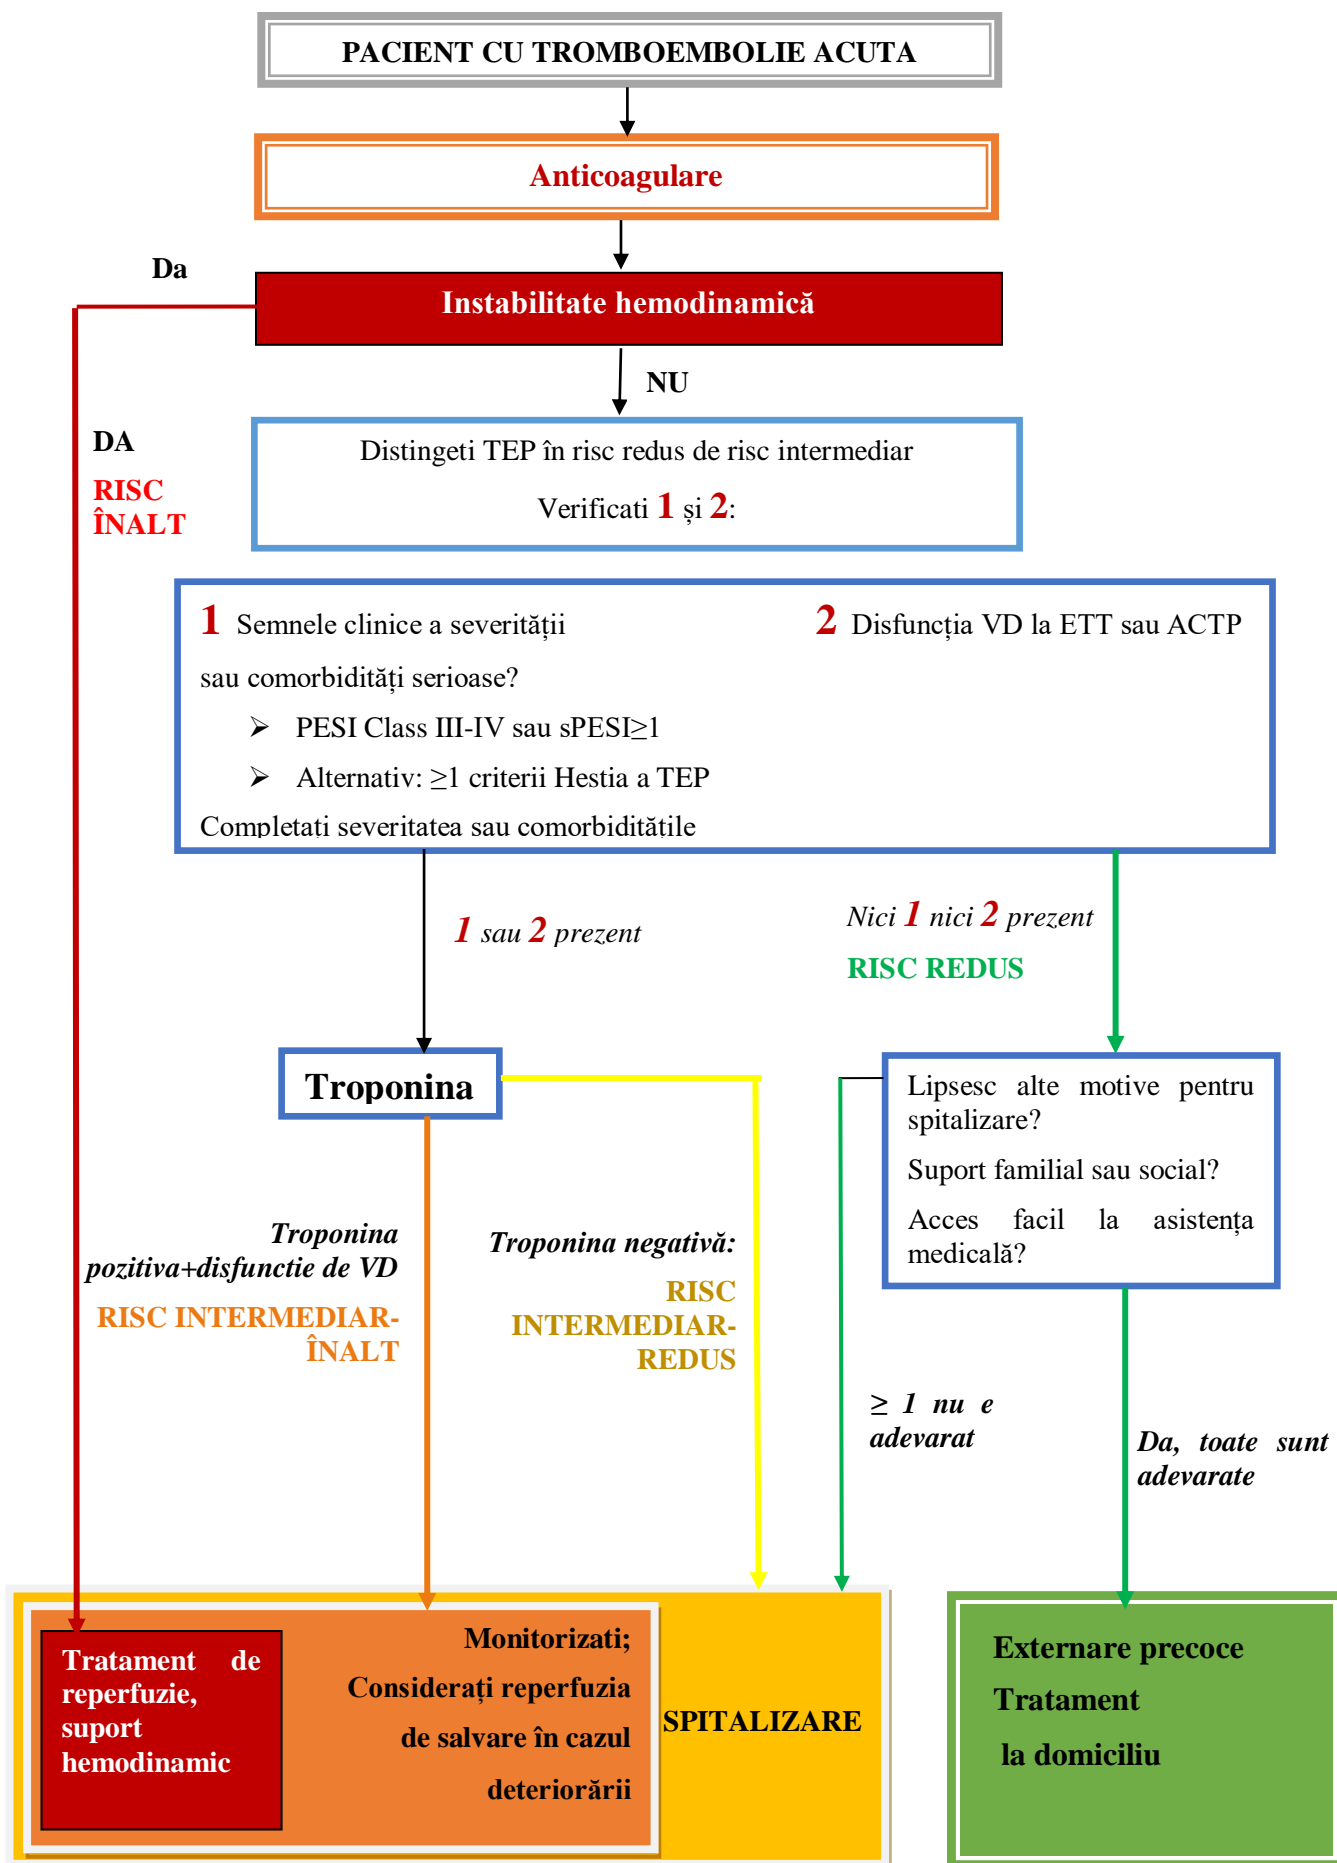 PACIENT CU TROMBOEMBOLIE ACUTA
Anticoagulare
Da
Instabilitate hemodinamică
NU
DA
RISC
ÎNALT
Distingeti TEP în risc redus de risc intermediar
Verificati 1 și 2:
1 Semnele clinice a severității
sau comorbidități serioase?
➢ PESI Class III-IV sau sPESI≥1
➢ Alternativ: ≥1 criterii Hestia a TEP
Completați severitatea sau comorbiditățile
2 Disfuncția VD la ETT sau ACTP
1 sau 2 prezent
Nici 1 nici 2 prezent
RISC REDUS
Troponina
Lipsesc alte motive pentru
spitalizare?
Suport familial sau social?
Acces facil la asistența
medicală?
Troponina
pozitiva+disfunctie de VD
RISC INTERMEDIAR-
ÎNALT
Troponina negativă:
RISC
INTERMEDIAR-
REDUS
≥ 1 nu e
adevarat
Da, toate sunt
adevarate
Tratament de
reperfuzie,
suport
hemodinamic
Monitorizati;
Considerați reperfuzia
de salvare în cazul
deteriorării
SPITALIZARE
Externare precoce
Tratament
la domiciliu